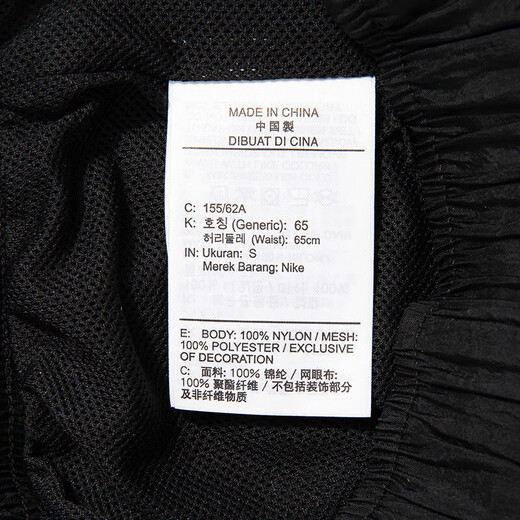 MADE IN CHINA
中国製
DIBUAT DI CINA
C: 155/62A
K: 호칭 (Generic): 65
허리둘레 (Waist): 65cm
IN: Ukuran: S
Merek Barang: Nike
E: BODY: 100% NYLON / MESH:
100% POLYESTER / EXCLUSIVE
OF DECORATION
C: 面料: 100% 锦纶 / 网眼布:
100% 聚酯纤维 / 不包括装饰部分
及非纤维物质